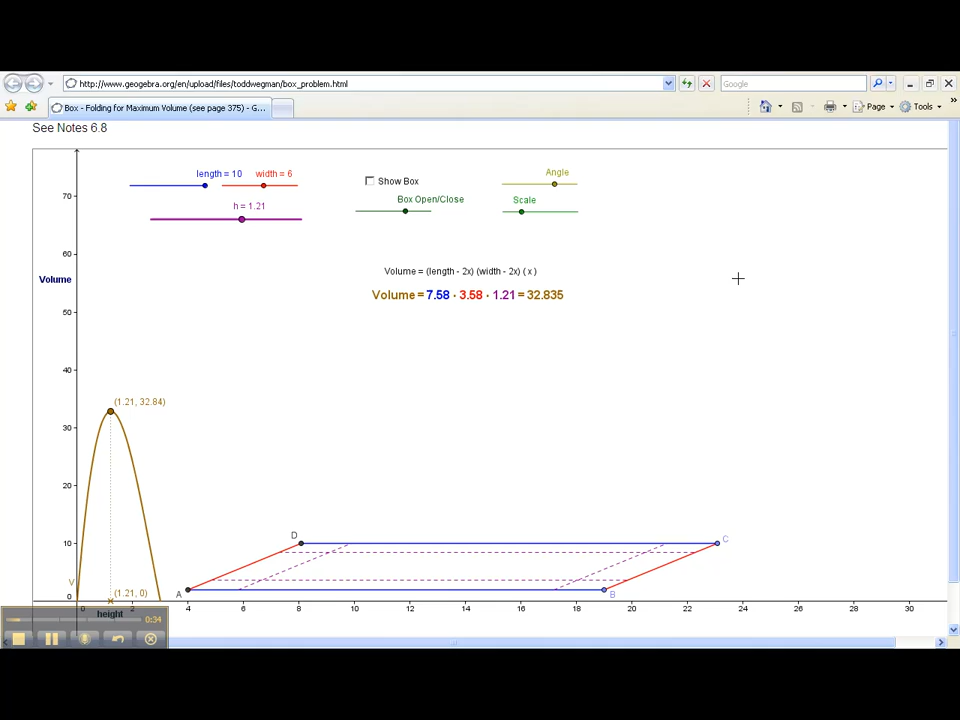 http://www.geogebra.org/en/upload/files/toddwegman/box_problem.html
Google
Box - Folding for Maximum Volume (see page 375) - G...
Page
Tools
»
See Notes 6.8
length = 10
width = 6
h = 1.21
Show Box
Box Open/Close
Angle
Scale
Volume = (length - 2x) (width - 2x) ( x )
Volume = 7.58 · 3.58 · 1.21 = 32.835
70
60
Volume
50
40
(1.21, 32.84)
30
20
10
D
C
V
(1.21, 0)
A
B
0
0 2 4 6 8 10 12 14 16 18 20 22 24 26 28 30
height
0:34